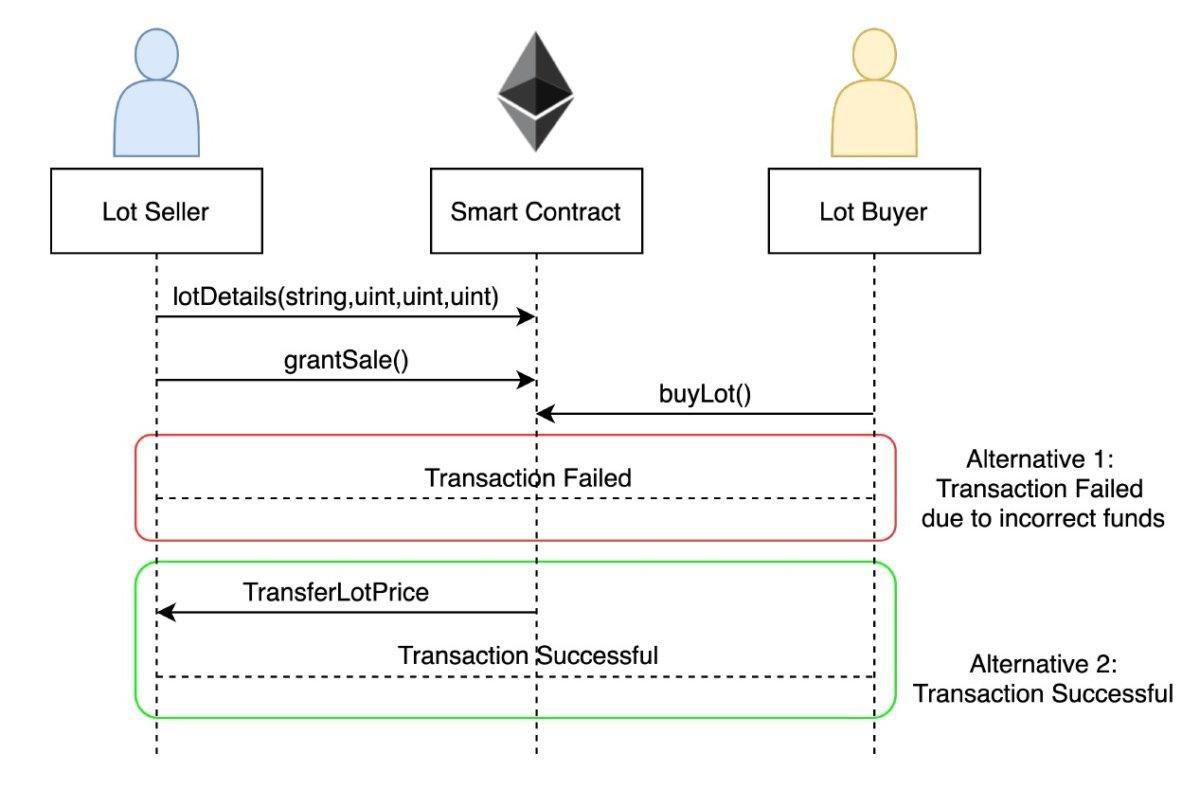 Lot Seller
Smart Contract
Lot Buyer
lotDetails(string,uint,uint,uint)
grantSale()
buyLot()
Transaction Failed
Alternative 1:
Transaction Failed
due to incorrect funds
TransferLotPrice
Transaction Successful
Alternative 2:
Transaction Successful